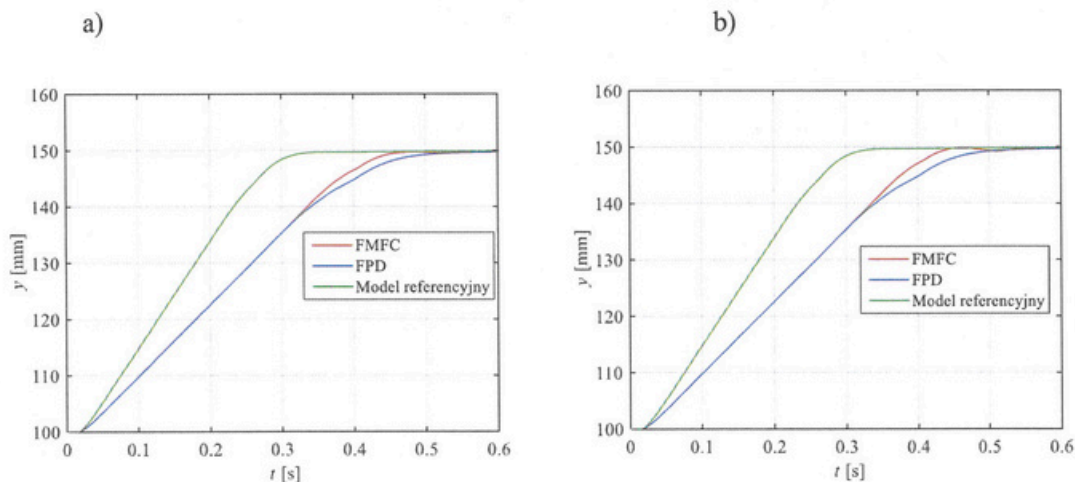 a)
160
150
140
130
120
110
100
y [mm]
FMFC
FPD
Model referencyjny
0 0.1 0.2 0.3 0.4 0.5 0.6
t [s]
b)
160
150
140
130
120
110
100
y [mm]
FMFC
FPD
Model referencyjny
0 0.1 0.2 0.3 0.4 0.5 0.6
t [s]